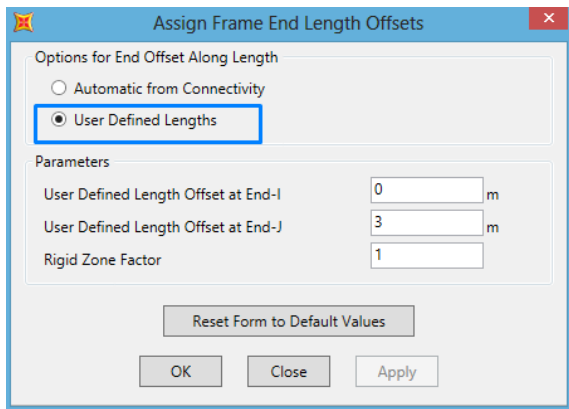 Assign Frame End Length Offsets
Options for End Offset Along Length
Automatic from Connectivity
User Defined Lengths
Parameters
User Defined Length Offset at End-I 0 m
User Defined Length Offset at End-J 3 m
Rigid Zone Factor 1
Reset Form to Default Values
OK Close Apply